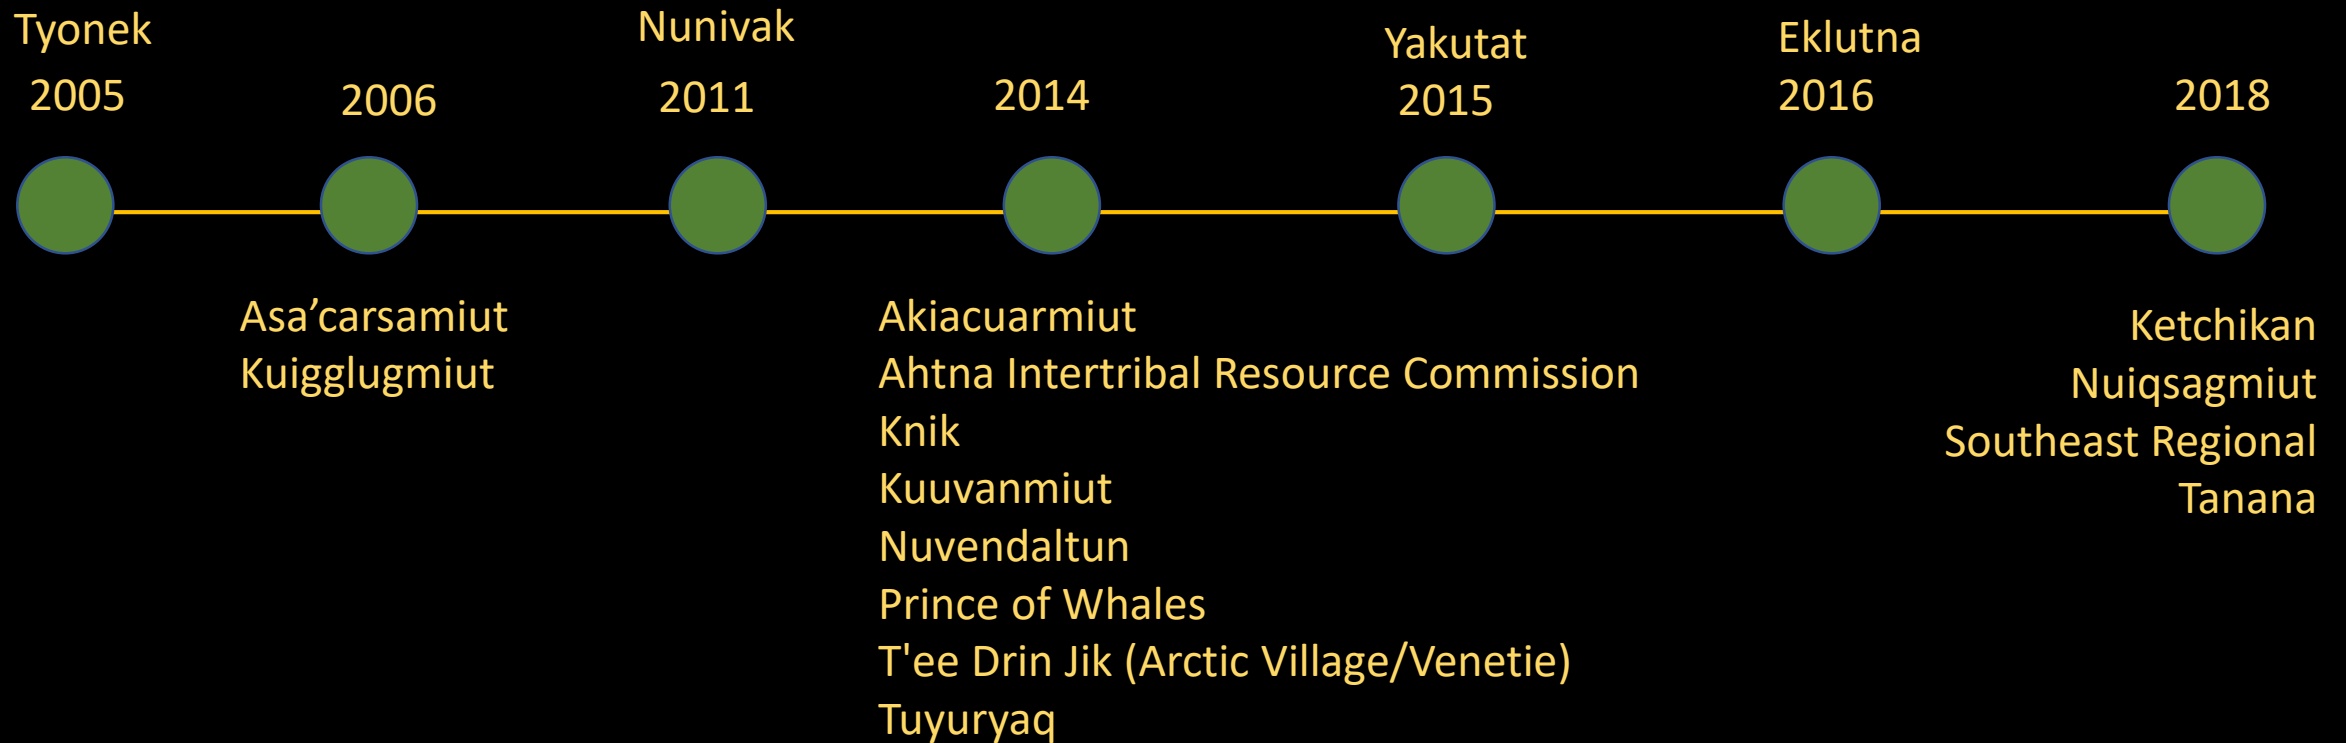 Tyonek
2005
2006
Nunivak
2011
2014
Yakutat
2015
Eklutna
2016
2018
Asa’carsamiut
Kuigglugmiut
Akiacuarmiut
Ahtna Intertribal Resource Commission
Knik
Kuuvanmiut
Nuvendaltun
Prince of Whales
T'ee Drin Jik (Arctic Village/Venetie)
Tuyuryaq
Ketchikan
Nuiqsagmiut
Southeast Regional
Tanana